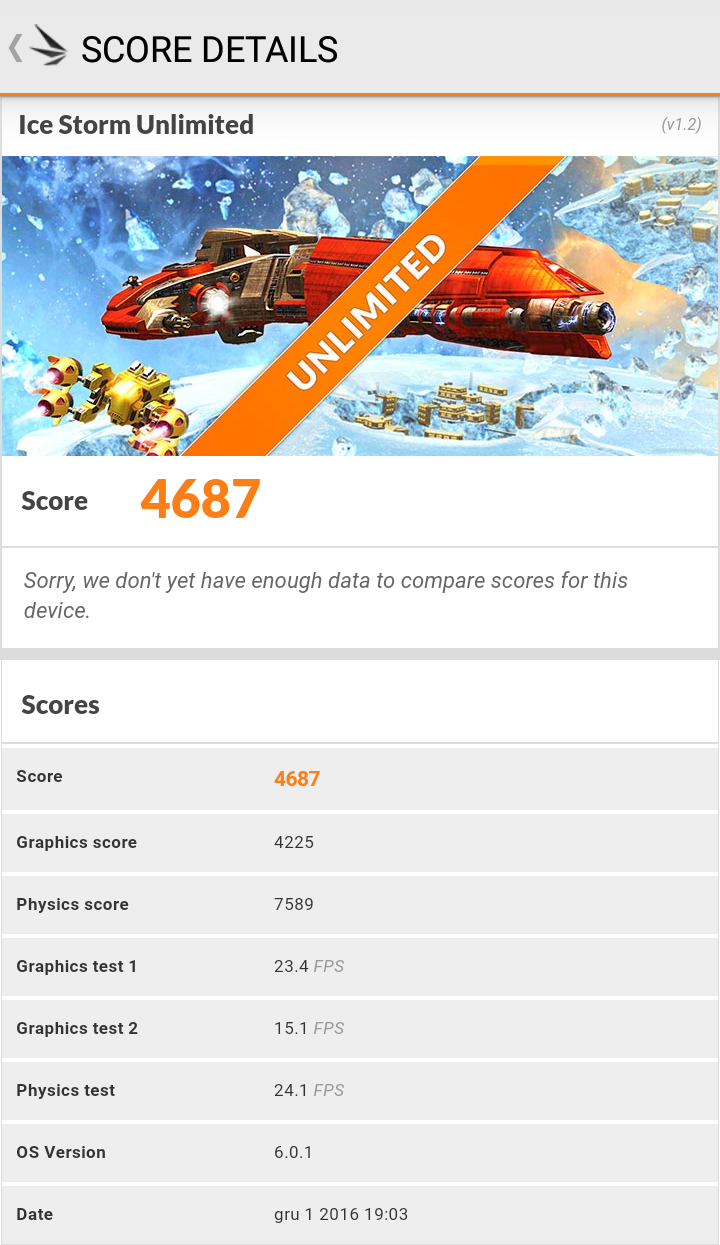 SCORE DETAILS
Ice Storm Unlimited (v1.2)
UNLIMITED
Score 4687
Sorry, we don't yet have enough data to compare scores for this
device.
Scores
Score 4687
Graphics score 4225
Physics score 7589
Graphics test 1 23.4 FPS
Graphics test 2 15.1 FPS
Physics test 24.1 FPS
OS Version 6.0.1
Date gru 1 2016 19:03